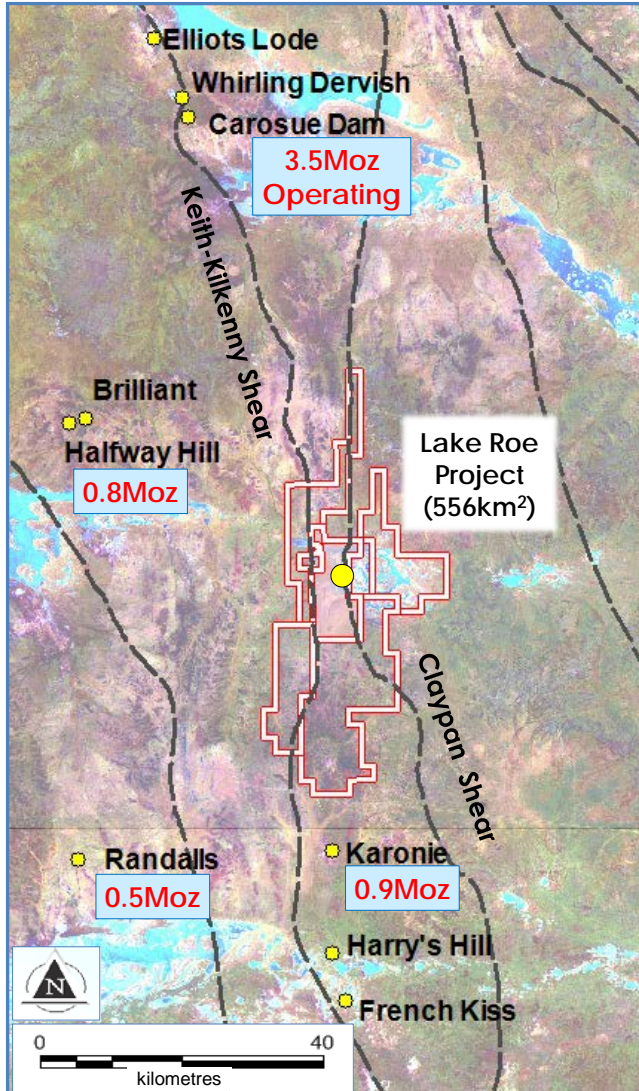 Elliots Lode
Whirling Dervish
Carosue Dam
3.5Moz
Operating
Keith-Kilkenny Shear
Brilliant
Halfway Hill
0.8Moz
Lake Roe
Project
(556km²)
Claypan Shear
Randalls
0.5Moz
Karonie
0.9Moz
Harry's Hill
French Kiss
N
0 40
kilometres